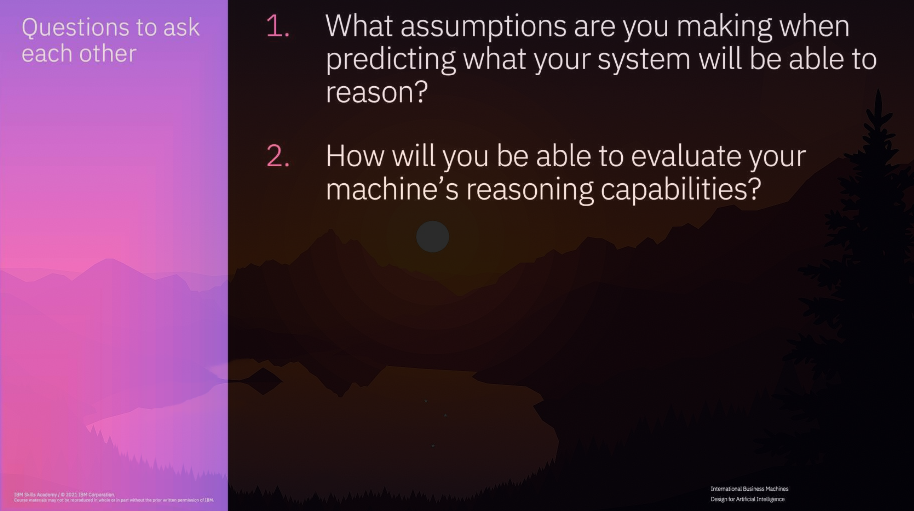 Questions to ask
each other
1. What assumptions are you making when
predicting what your system will be able to
reason?
2. How will you be able to evaluate your
machine’s reasoning capabilities?
IBM Skills Academy / © 2021 IBM Corporation
Course materials may not be reproduced in whole or in part without the prior written permission of IBM.
International Business Machines
Design for Artificial Intelligence